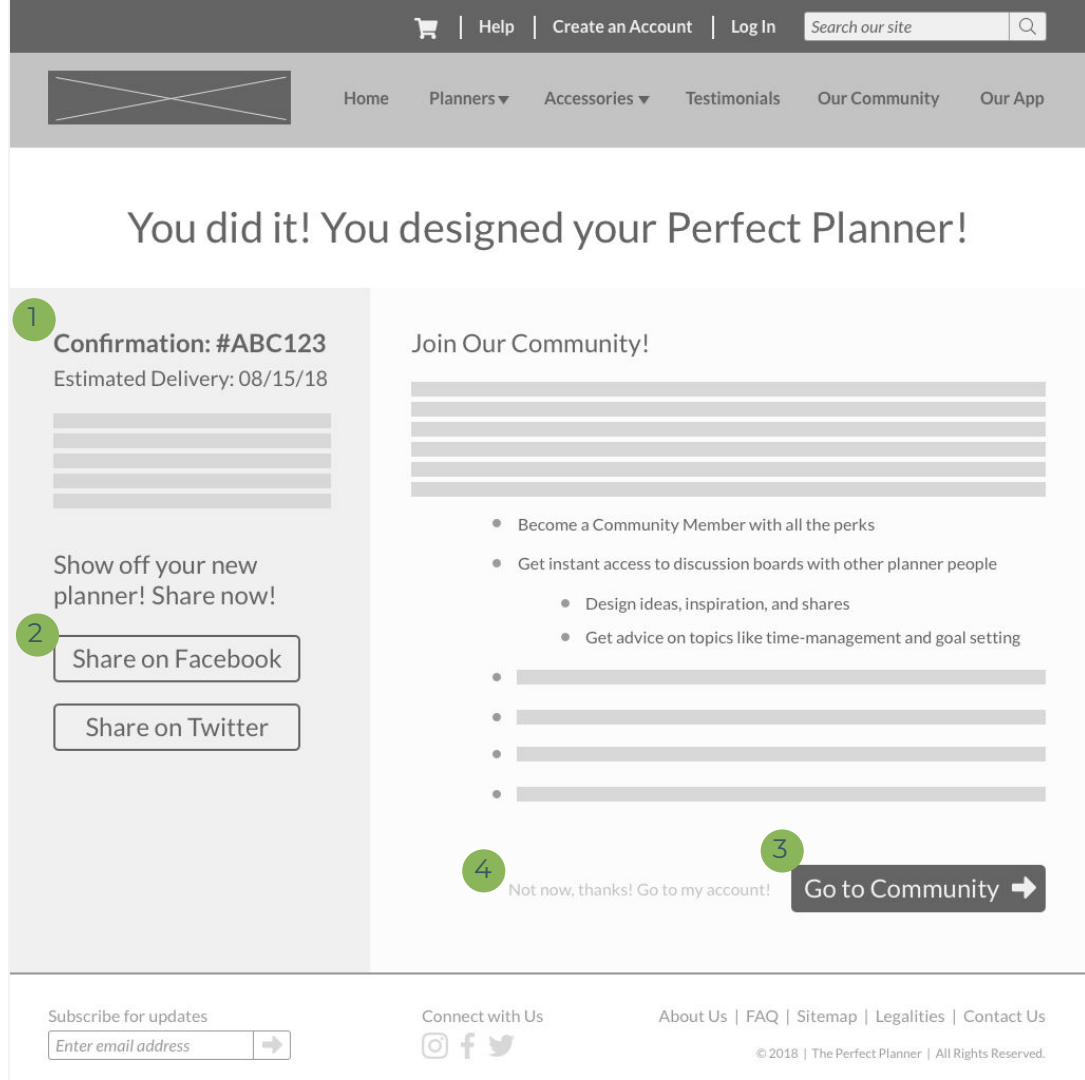 Help | Create an Account | Log In Search our site
Home Planners▾ Accessories▾ Testimonials Our Community Our App
You did it! You designed your Perfect Planner!
1
Confirmation: #ABC123
Estimated Delivery: 08/15/18
Show off your new
planner! Share now!
2
Share on Facebook
Share on Twitter
Join Our Community!
• Become a Community Member with all the perks
• Get instant access to discussion boards with other planner people
• Design ideas, inspiration, and shares
• Get advice on topics like time-management and goal setting
4
Not now, thanks! Go to my account!
3
Go to Community
Subscribe for updates
Enter email address
Connect with Us
About Us | FAQ | Sitemap | Legalities | Contact Us
© 2018 | The Perfect Planner | All Rights Reserved.